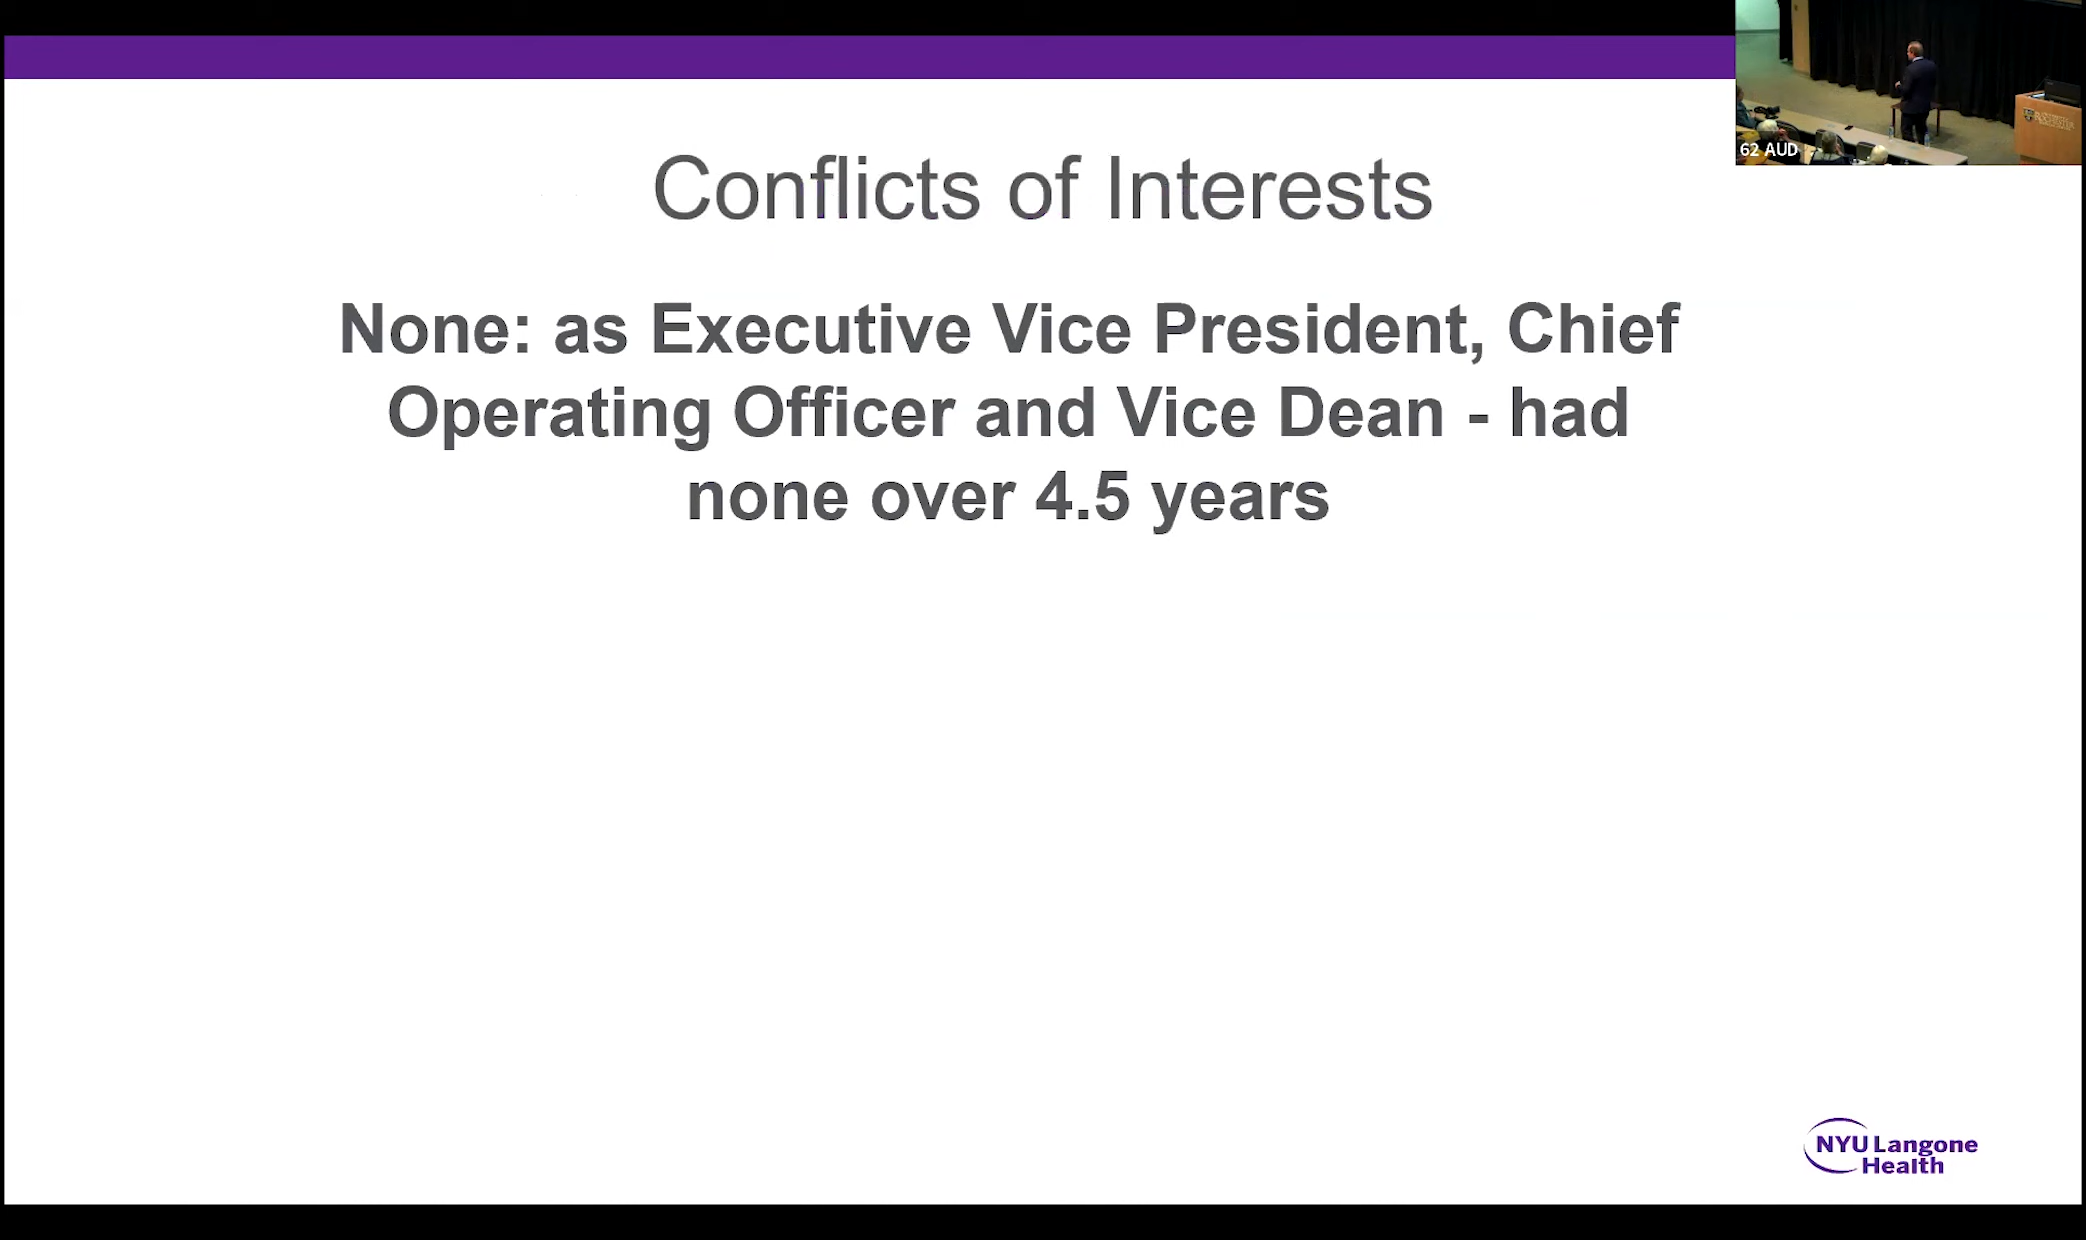 Conflicts of Interests
None: as Executive Vice President, Chief
Operating Officer and Vice Dean - had
none over 4.5 years
62 AUD
NYU Langone
Health